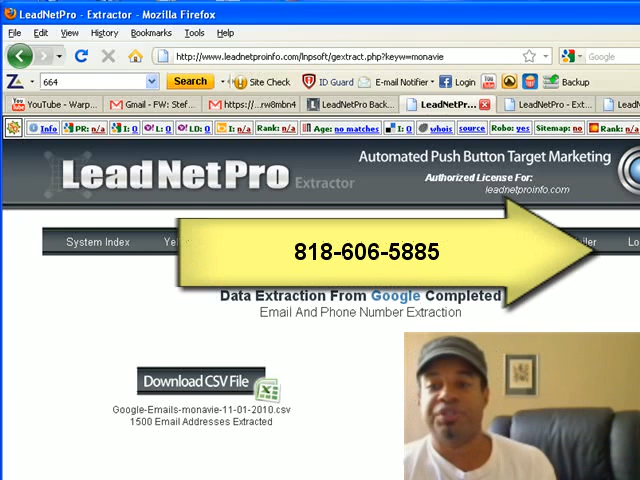 LeadNetPro - Extractor - Mozilla Firefox
File Edit View History Bookmarks Tools Help
http://www.leadnetproinfo.com/lnpsoft/gextract.php?keyw=monavie Google
Z 664 Search Site Check ID Guard E-mail Notifier Login Backup
YouTube - Warp... Gmail - FW: Stef... https:/...rw8mbn4 LeadNetPro Back... LeadNetPr... LeadNetPro - Ext... LeadN
Info PR: n/a I: 0 L: 0 LD: 0 I: n/a Rank: n/a Age: no matches I: 0 whois source Robo: yes Sitemap: no Rank: n/a
LeadNetPro Extractor
Automated Push Button Target Marketing
Authorized License For:
leadnetproinfo.com
System Index
818-606-5885
Data Extraction From Google Completed
Email And Phone Number Extraction
Download CSV File
Google-Emails-monavie-11-01-2010.csv
1500 Email Addresses Extracted